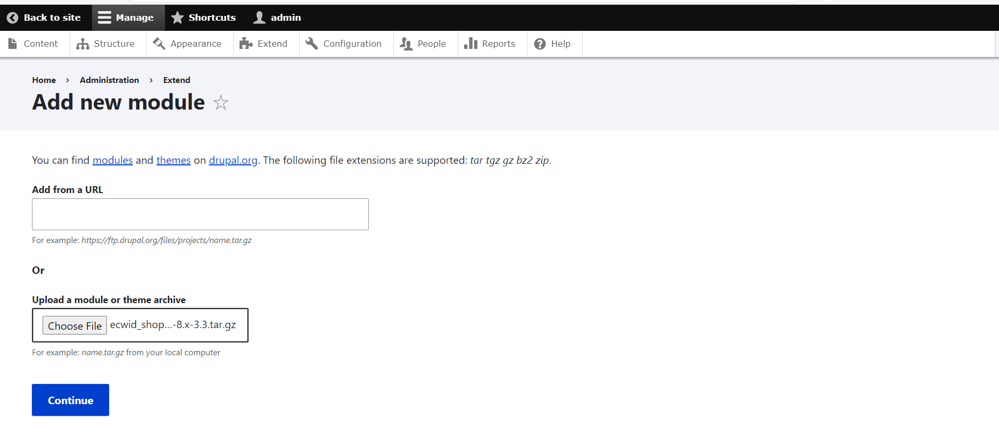 Back to site Manage Shortcuts admin
Content Structure Appearance Extend Configuration People Reports Help
Home › Administration › Extend
Add new module
You can find modules and themes on drupal.org. The following file extensions are supported: tar tgz gz bz2 zip.
Add from a URL
For example: https://ftp.drupal.org/files/projects/name.tar.gz
Or
Upload a module or theme archive
Choose File ecwid_shop...-8.x-3.3.tar.gz
For example: name.tar.gz from your local computer
Continue